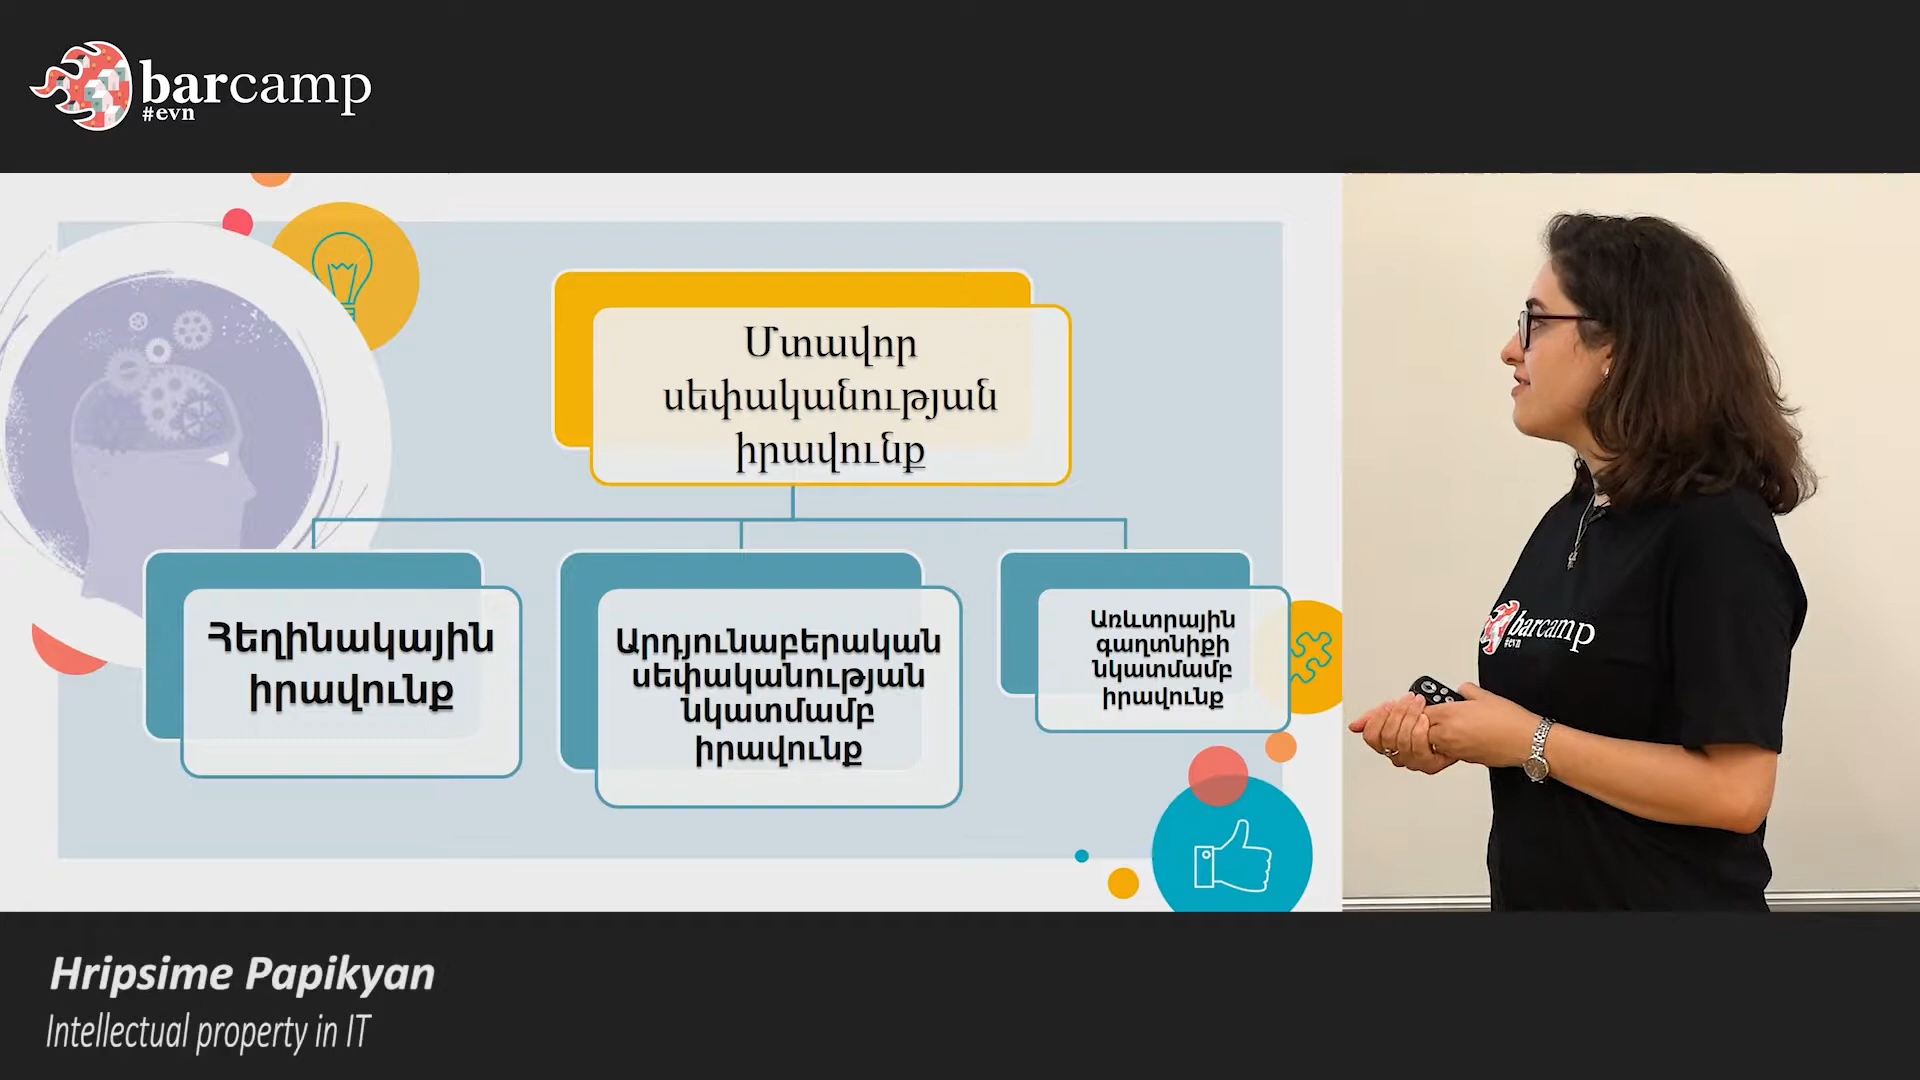 barcamp
#evn
Մտավոր
սեփականության
իրավունք
Հեղինակային
իրավունք
Արդյունաբերական
սեփականության
նկատմամբ
իրավունք
Առևտրային
գաղտնիքի
նկատմամբ
իրավունք
barcamp
#evn
Hripsime Papikyan
Intellectual property in IT